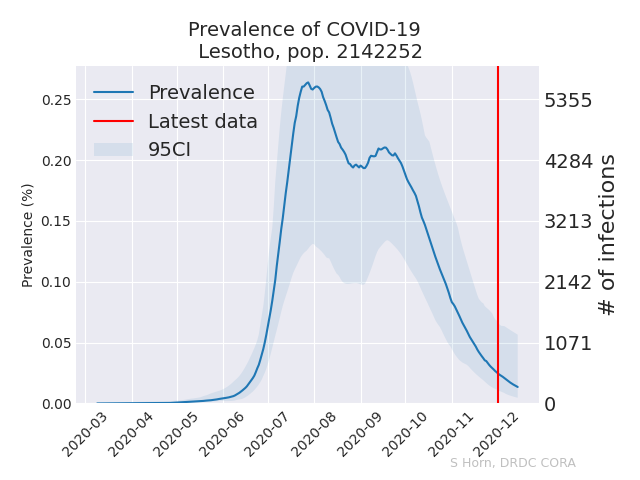 Prevalence of COVID-19
Lesotho, pop. 2142252
Prevalence
Latest data
95CI
Prevalence (%)
0.25
0.20
0.15
0.10
0.05
0.00
5355
4284
3213
2142
1071
0
# of infections
2020-03
2020-04
2020-05
2020-06
2020-07
2020-08
2020-09
2020-10
2020-11
2020-12
S Horn, DRDC CORA